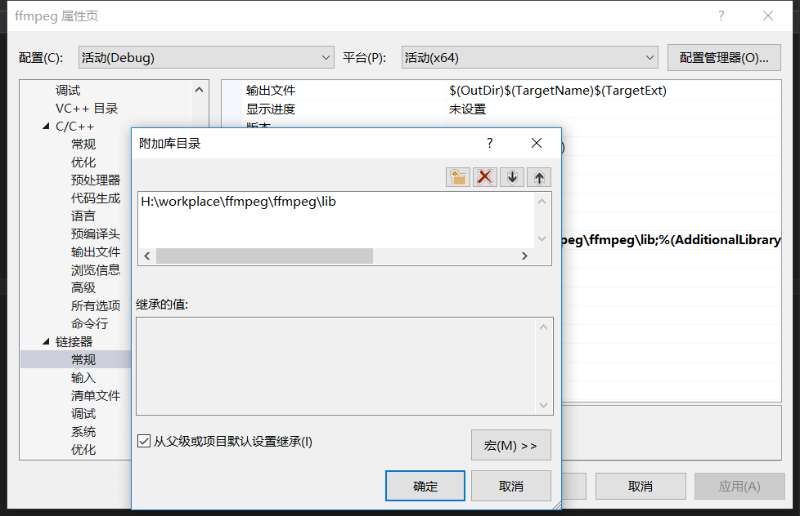 ffmpeg 属性页
配置(C): 活动(Debug) 平台(P): 活动(x64) 配置管理器(O)...
调试
VC++ 目录
C/C++
常规
优化
预处理器
代码生成
语言
预编译头
输出文件
浏览信息
高级
所有选项
命令行
链接器
常规
输入
清单文件
调试
系统
优化
输出文件 $(OutDir)$(TargetName)$(TargetExt)
显示进度 未设置
peg\ffmpeg\lib;%(AdditionalLibrary
附加库目录
H:\workplace\ffmpeg\ffmpeg\lib
继承的值:
从父级或项目默认设置继承(I)
宏(M) >>
确定 取消
取消 应用(A)